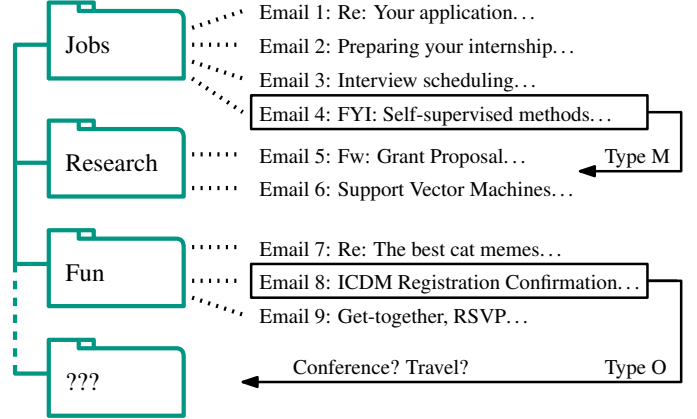 Jobs
Email 1: Re: Your application…
Email 2: Preparing your internship…
Email 3: Interview scheduling…
Email 4: FYI: Self-supervised methods…
Research
Email 5: Fw: Grant Proposal…
Type M
Email 6: Support Vector Machines…
Fun
Email 7: Re: The best cat memes…
Email 8: ICDM Registration Confirmation…
Email 9: Get-together, RSVP…
???
Conference? Travel?
Type O